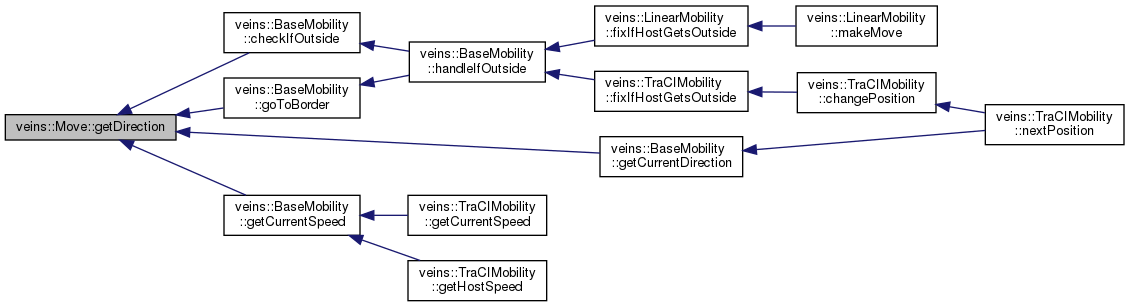 veins::Move::getDirection
veins::BaseMobility
::checkIfOutside
veins::BaseMobility
::goToBorder
veins::BaseMobility
::getCurrentSpeed
veins::BaseMobility
::handleIfOutside
veins::TraCIMobility
::getCurrentSpeed
veins::TraCIMobility
::getHostSpeed
veins::LinearMobility
::fixIfHostGetsOutside
veins::TraCIMobility
::fixIfHostGetsOutside
veins::BaseMobility
::getCurrentDirection
veins::LinearMobility
::makeMove
veins::TraCIMobility
::changePosition
veins::TraCIMobility
::nextPosition